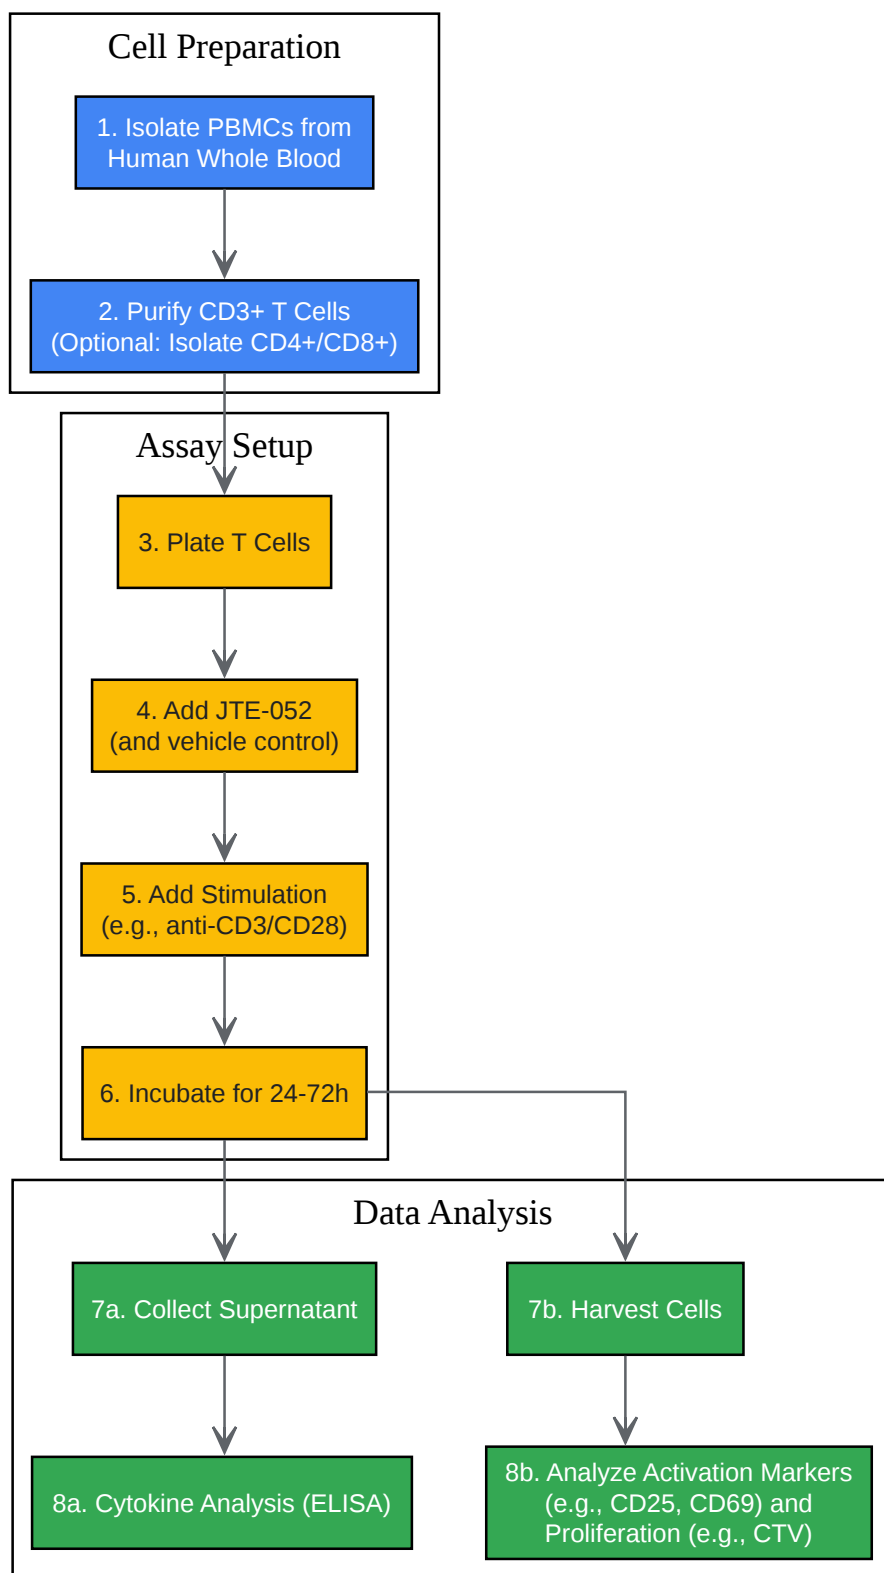 Cell Preparation
1. Isolate PBMCs from
Human Whole Blood
2. Purify CD3+ T Cells
(Optional: Isolate CD4+/CD8+)
Assay Setup
3. Plate T Cells
4. Add JTE-052
(and vehicle control)
5. Add Stimulation
(e.g., anti-CD3/CD28)
6. Incubate for 24-72h
Data Analysis
7a. Collect Supernatant
7b. Harvest Cells
8a. Cytokine Analysis (ELISA)
8b. Analyze Activation Markers
(e.g., CD25, CD69) and
Proliferation (e.g., CTV)